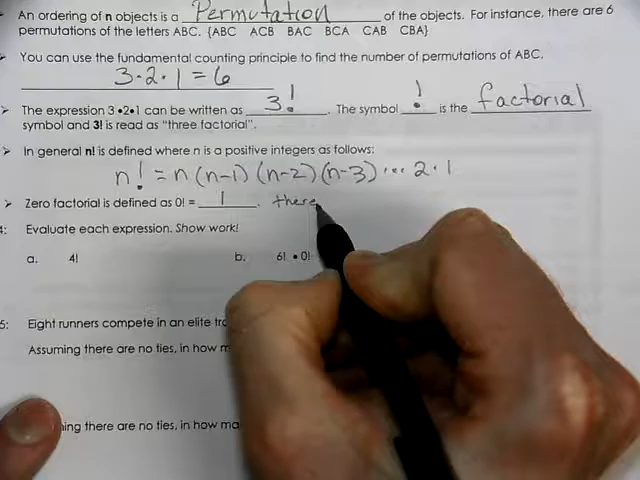 An ordering of n objects is a Permutation of the objects. For instance, there are 6
permutations of the letters ABC. {ABC ACB BAC BCA CAB CBA}
You can use the fundamental counting principle to find the number of permutations of ABC.
3•2•1 = 6
The expression 3•2•1 can be written as 3!. The symbol ! is the factorial
symbol and 3! is read as "three factorial".
In general n! is defined where n is a positive integers as follows:
n! = n(n-1)(n-2)(n-3)...2•1
Zero factorial is defined as 0! = 1. there
4: Evaluate each expression. Show work!
a. 4! b. 6! • 0!
5: Eight runners compete in an elite
Assuming there are no ties, in how
there are no ties, in how